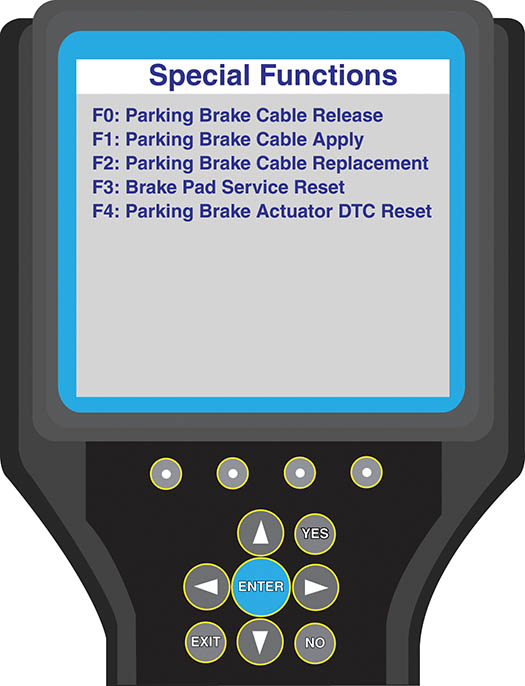 Special Functions
F0: Parking Brake Cable Release
F1: Parking Brake Cable Apply
F2: Parking Brake Cable Replacement
F3: Brake Pad Service Reset
F4: Parking Brake Actuator DTC Reset
YES
ENTER
EXIT
NO